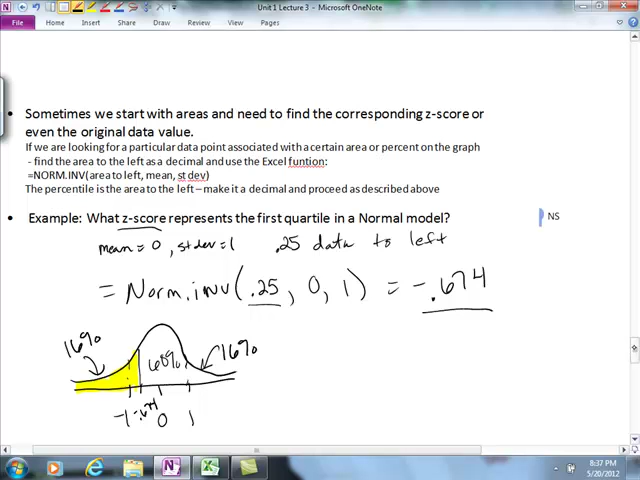 Unit 1 Lecture 3 - Microsoft OneNote
File Home Insert Share Draw Review View
Sometimes we start with areas and need to find the corresponding z-score or
even the original data value.
If we are looking for a particular data point associated with a certain area or percent on the graph
- find the area to the left as a decimal and use the Excel funtion:
=NORM.INV(area to left, mean, st dev)
The percentile is the area to the left – make it a decimal and proceed as described above
Example: What z-score represents the first quartile in a Normal model?
NS
mean = 0, st dev = 1 .25 data to left
= Norm.inv( .25, 0, 1) = -.674
16% 68% 16%
-1 -.674 0 1
8:37 PM
5/20/2012